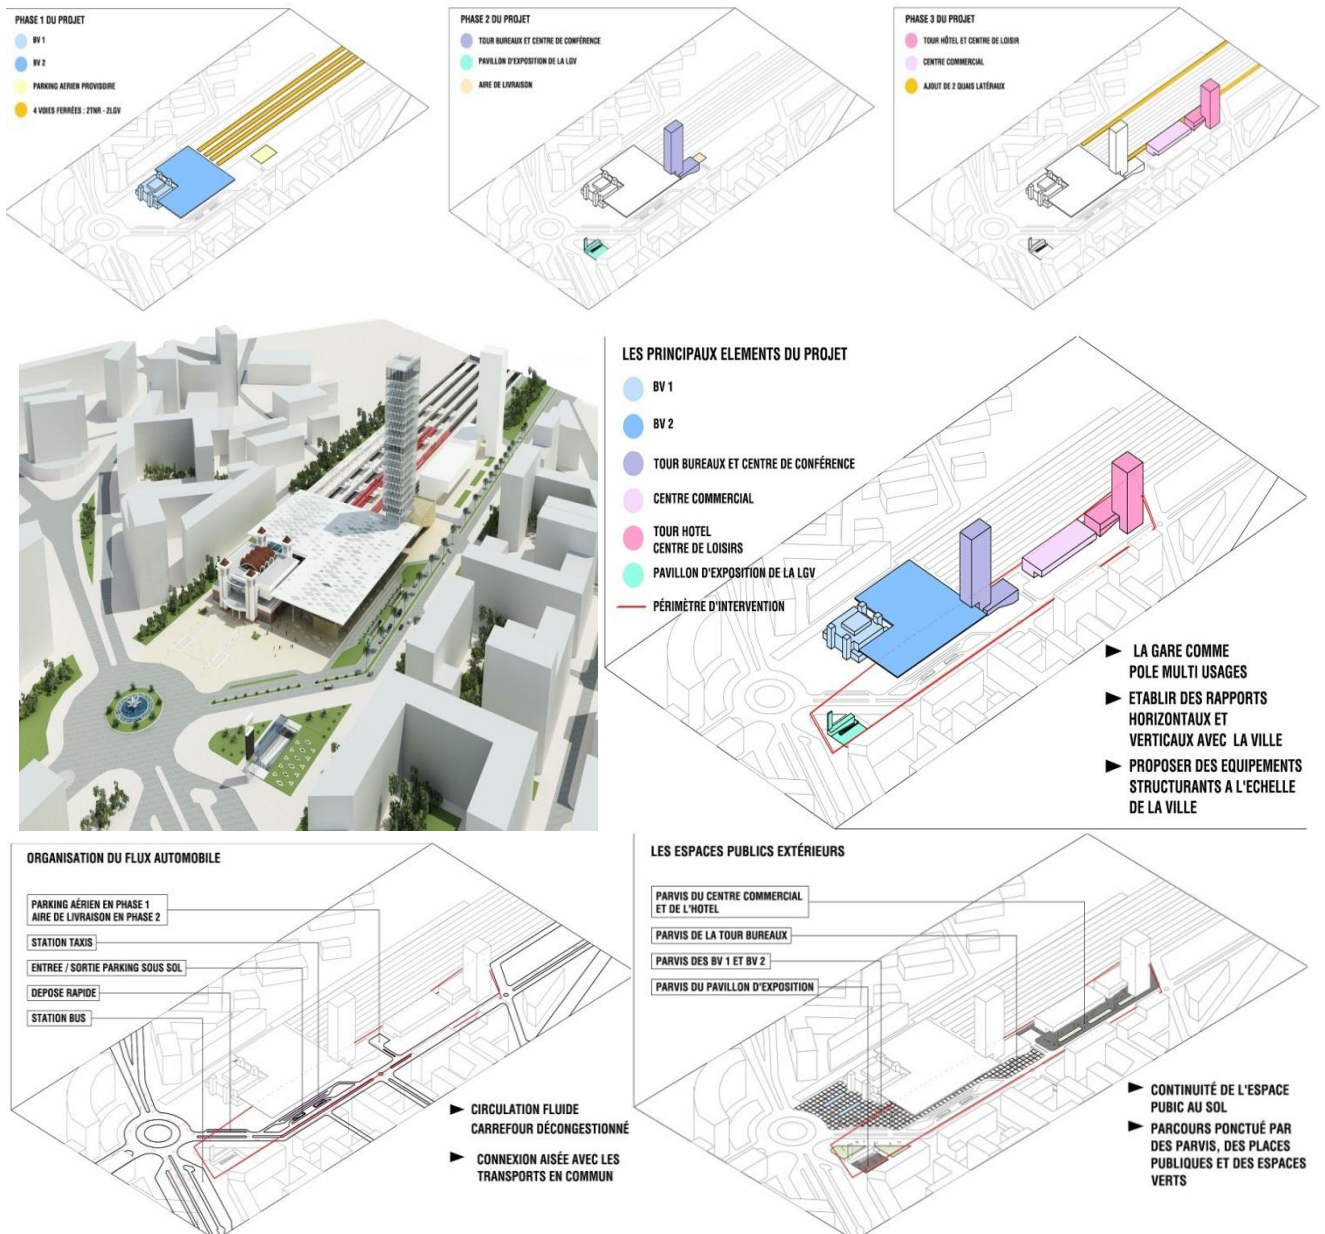 PHASE 1 DU PROJET
BV 1
BV 2
PARKING AERIEN PROVISOIRE
4 VOIES FERRÉES : 2TNR - 2LGV
PHASE 2 DU PROJET
TOUR BUREAUX ET CENTRE DE CONFÉRENCE
PAVILLON D'EXPOSITION DE LA LGV
AIRE DE LIVRAISON
PHASE 3 DU PROJET
TOUR HÔTEL ET CENTRE DE LOISIR
CENTRE COMMERCIAL
AJOUT DE 2 QUAIS LATÉRAUX
LES PRINCIPAUX ELEMENTS DU PROJET
BV 1
BV 2
TOUR BUREAUX ET CENTRE DE CONFÉRENCE
CENTRE COMMERCIAL
TOUR HOTEL
CENTRE DE LOISIRS
PAVILLON D'EXPOSITION DE LA LGV
PÉRIMÈTRE D'INTERVENTION
LA GARE COMME
POLE MULTI USAGES
ETABLIR DES RAPPORTS
HORIZONTAUX ET
VERTICAUX AVEC LA VILLE
PROPOSER DES EQUIPEMENTS
STRUCTURANTS A L'ECHELLE
DE LA VILLE
ORGANISATION DU FLUX AUTOMOBILE
PARKING AÉRIEN EN PHASE 1
AIRE DE LIVRAISON EN PHASE 2
STATION TAXIS
ENTREE / SORTIE PARKING SOUS SOL
DEPOSE RAPIDE
STATION BUS
CIRCULATION FLUIDE
CARREFOUR DÉCONGESTIONNÉ
CONNEXION AISÉE AVEC LES
TRANSPORTS EN COMMUN
LES ESPACES PUBLICS EXTÉRIEURS
PARVIS DU CENTRE COMMERCIAL
ET DE L'HOTEL
PARVIS DE LA TOUR BUREAUX
PARVIS DES BV 1 ET BV 2
PARVIS DU PAVILLON D'EXPOSITION
CONTINUITÉ DE L'ESPACE
PUBIC AU SOL
PARCOURS PONCTUÉ PAR
DES PARVIS, DES PLACES
PUBLIQUES ET DES ESPACES
VERTS